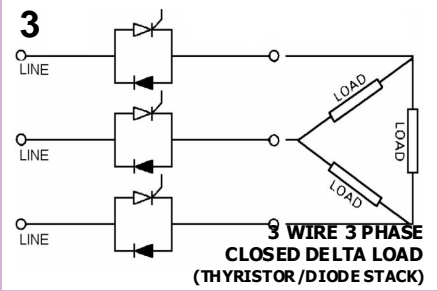 3
LINE
LOAD
LOAD
LINE
LOAD
LINE
3 WIRE 3 PHASE
CLOSED DELTA LOAD
(THYRISTOR/DIODE STACK)